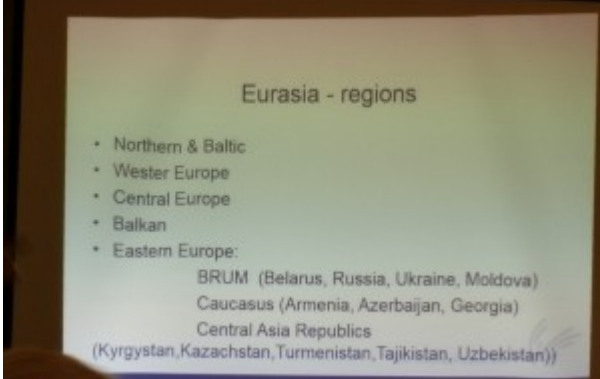 Eurasia - regions
• Northern & Baltic
• Wester Europe
• Central Europe
• Balkan
• Eastern Europe:
BRUM (Belarus, Russia, Ukraine, Moldova)
Caucasus (Armenia, Azerbaijan, Georgia)
Central Asia Republics
(Kyrgystan,Kazachstan,Turmenistan,Tajikistan, Uzbekistan))